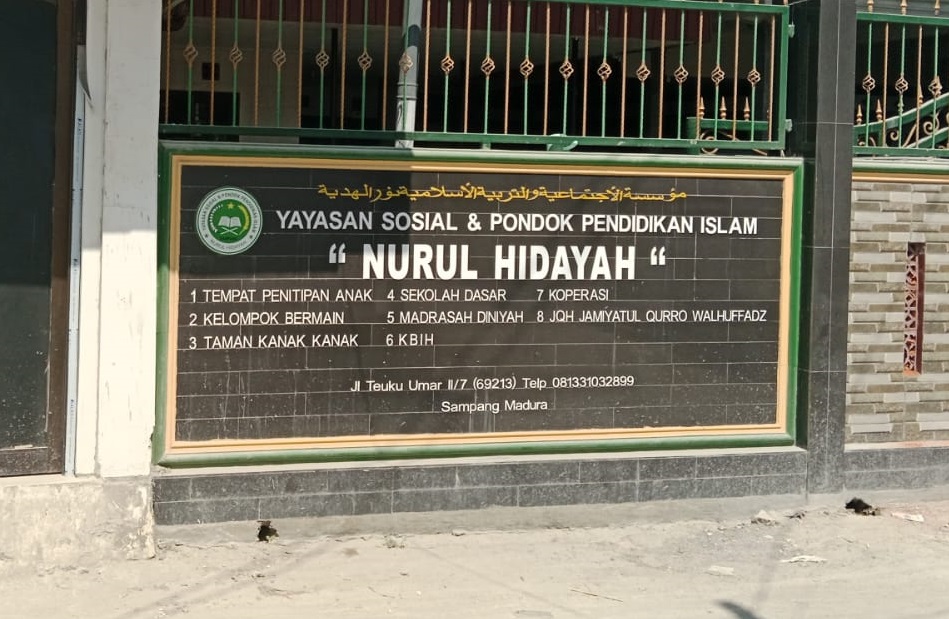 مؤسسة الاجتماعية والتربية الاسلامية نور الهدية
YAYASAN SOSIAL & PONDOK PENDIDIKAN ISLAM
“ NURUL HIDAYAH “
1 TEMPAT PENITIPAN ANAK 4 SEKOLAH DASAR 7 KOPERASI
2 KELOMPOK BERMAIN 5 MADRASAH DINIYAH 8 JQH JAMIYATUL QURRO WALHUFFADZ
3 TAMAN KANAK KANAK 6 KBIH
Jl Teuku Umar II/7 (69213) Telp 081331032899
Sampang Madura